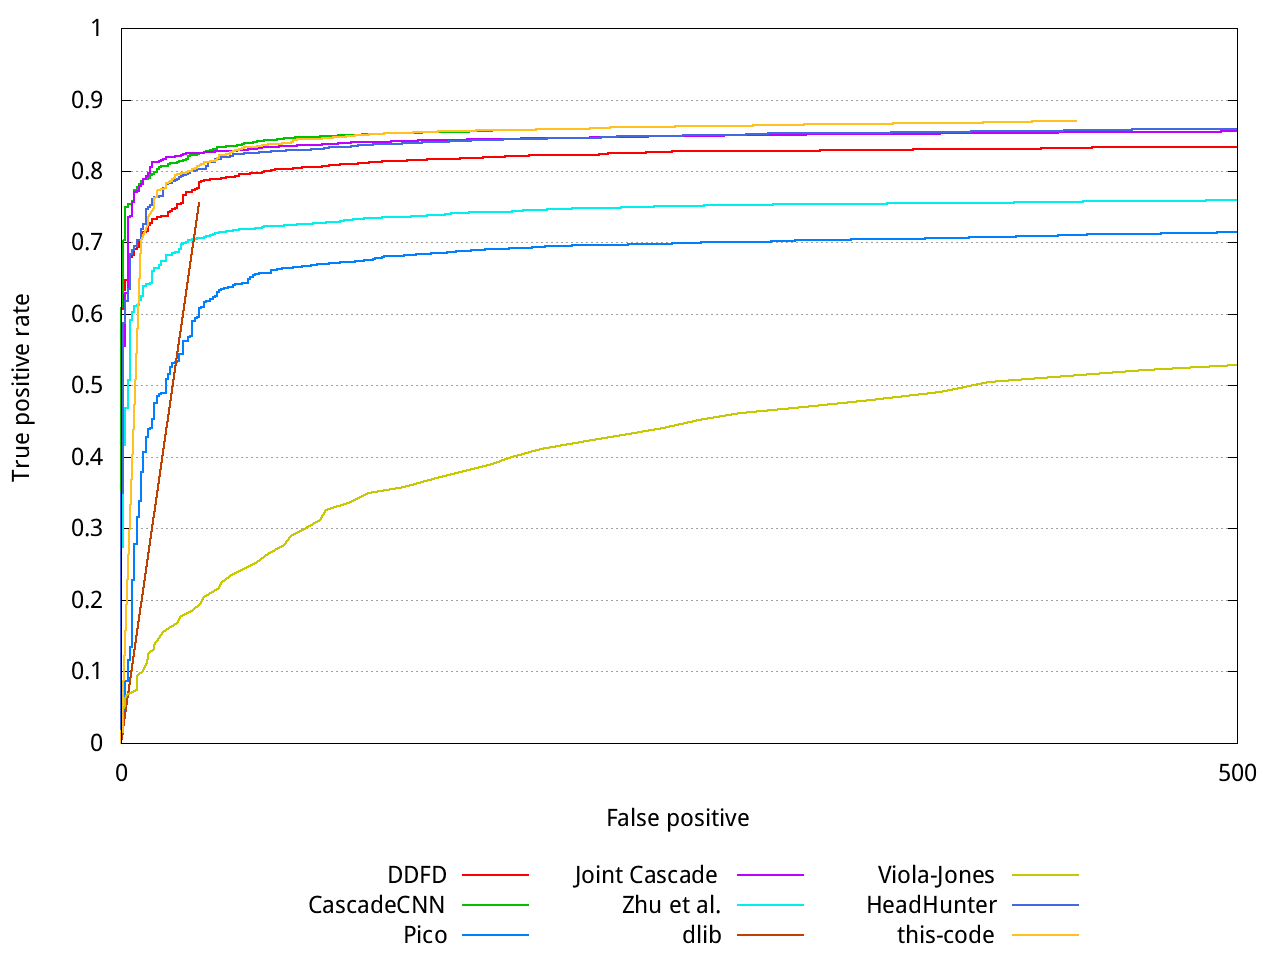 1
0.9
0.8
0.7
0.6
0.5
0.4
0.3
0.2
0.1
0
True positive rate
0 500
False positive
DDFD Joint Cascade Viola-Jones
CascadeCNN Zhu et al. HeadHunter
Pico dlib this-code